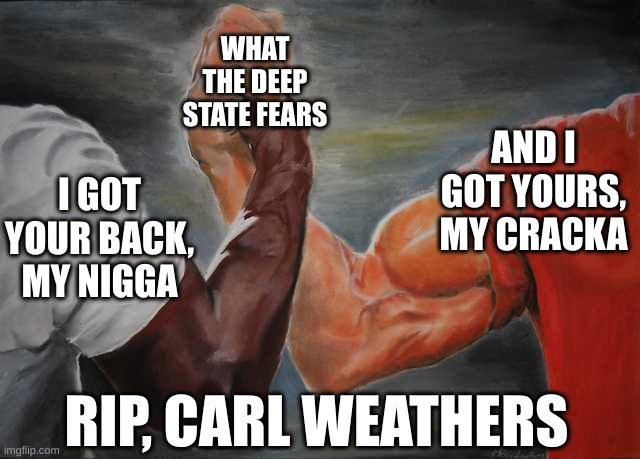 WHAT
THE DEEP
STATE FEARS
I GOT
YOUR BACK,
MY NIGGA
AND I
GOT YOURS,
MY CRACKA
RIP, CARL WEATHERS
imgflip.com